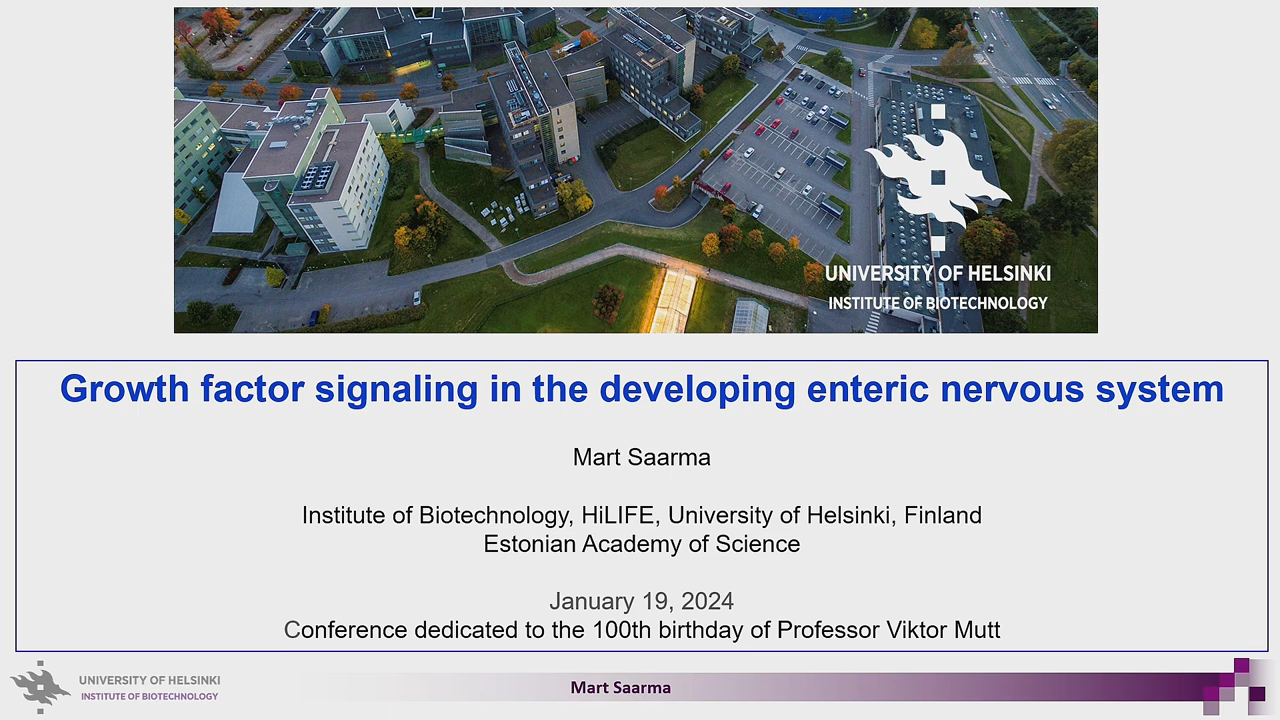 UNIVERSITY OF HELSINKI
INSTITUTE OF BIOTECHNOLOGY
Growth factor signaling in the developing enteric nervous system
Mart Saarma
Institute of Biotechnology, HiLIFE, University of Helsinki, Finland
Estonian Academy of Science
January 19, 2024
Conference dedicated to the 100th birthday of Professor Viktor Mutt
UNIVERSITY OF HELSINKI
INSTITUTE OF BIOTECHNOLOGY
Mart Saarma